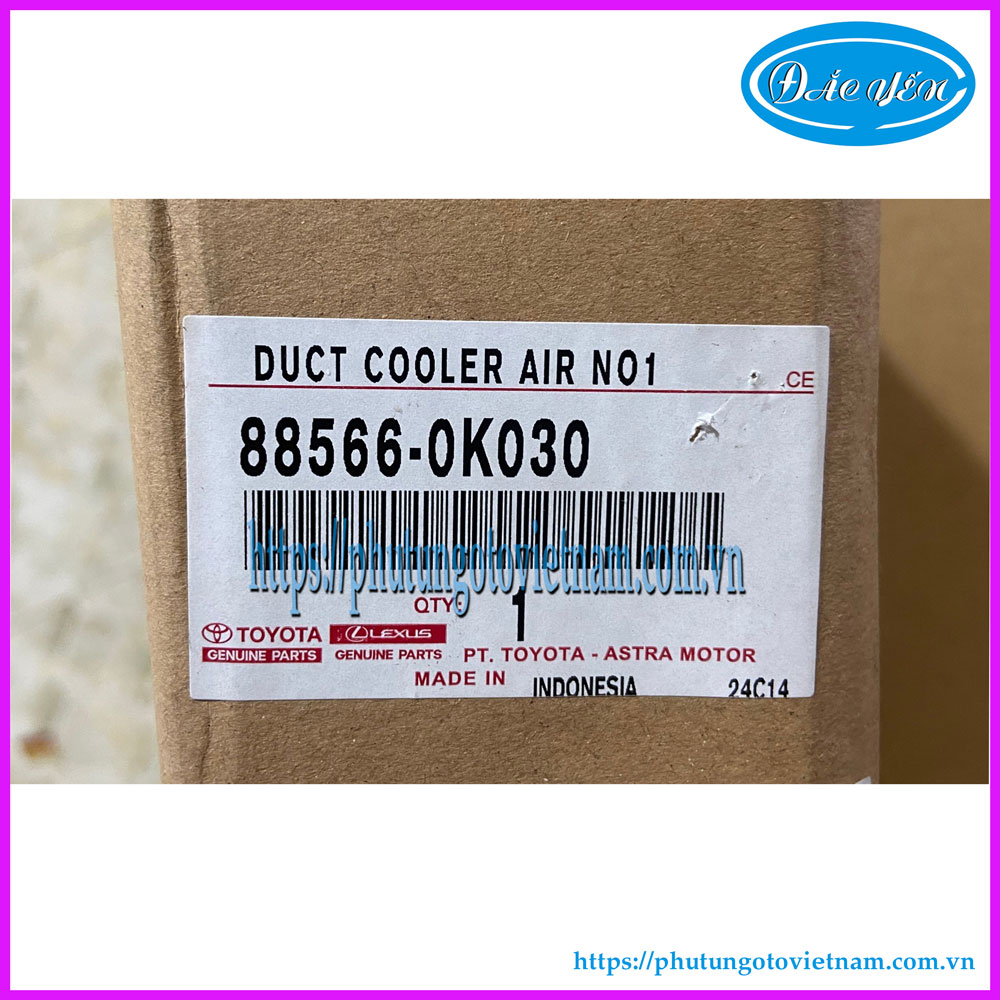 ĐẮC YẾN
DUCT COOLER AIR NO1
CE
88566-0K030
https://phutungotovietnam.com.vn
QTY: 1
TOYOTA LEXUS
GENUINE PARTS GENUINE PARTS PT. TOYOTA - ASTRA MOTOR
MADE IN INDONESIA 24C14
https://phutungotovietnam.com.vn